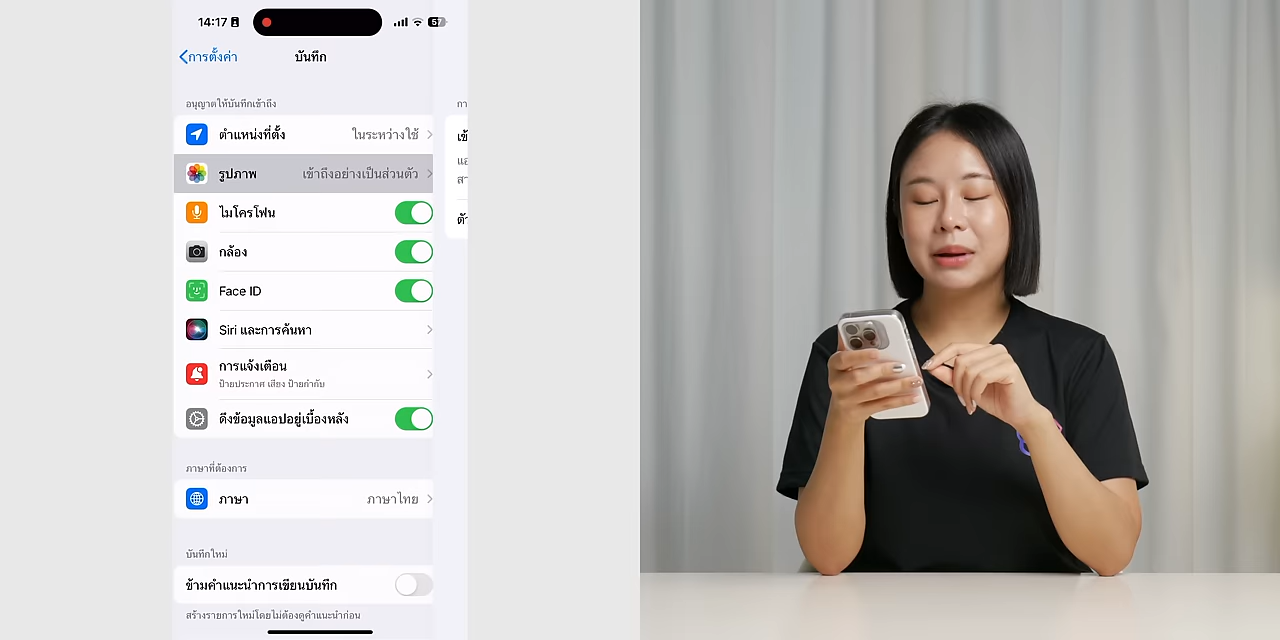 14:17
57
การตั้งค่า
บันทึก
อนุญาตให้บันทึกเข้าถึง
ตำแหน่งที่ตั้ง ในระหว่างใช้
รูปภาพ เข้าถึงอย่างเป็นส่วนตัว
ไมโครโฟน
กล้อง
Face ID
Siri และการค้นหา
การแจ้งเตือน
ป้ายประกาศ เสียง ป้ายกำกับ
ดึงข้อมูลแอปอยู่เบื้องหลัง
ภาษาที่ต้องการ
ภาษา ภาษาไทย
บันทึกใหม่
ข้ามคำแนะนำการเขียนบันทึก
สร้างรายการใหม่โดยไม่ต้องดูคำแนะนำก่อน